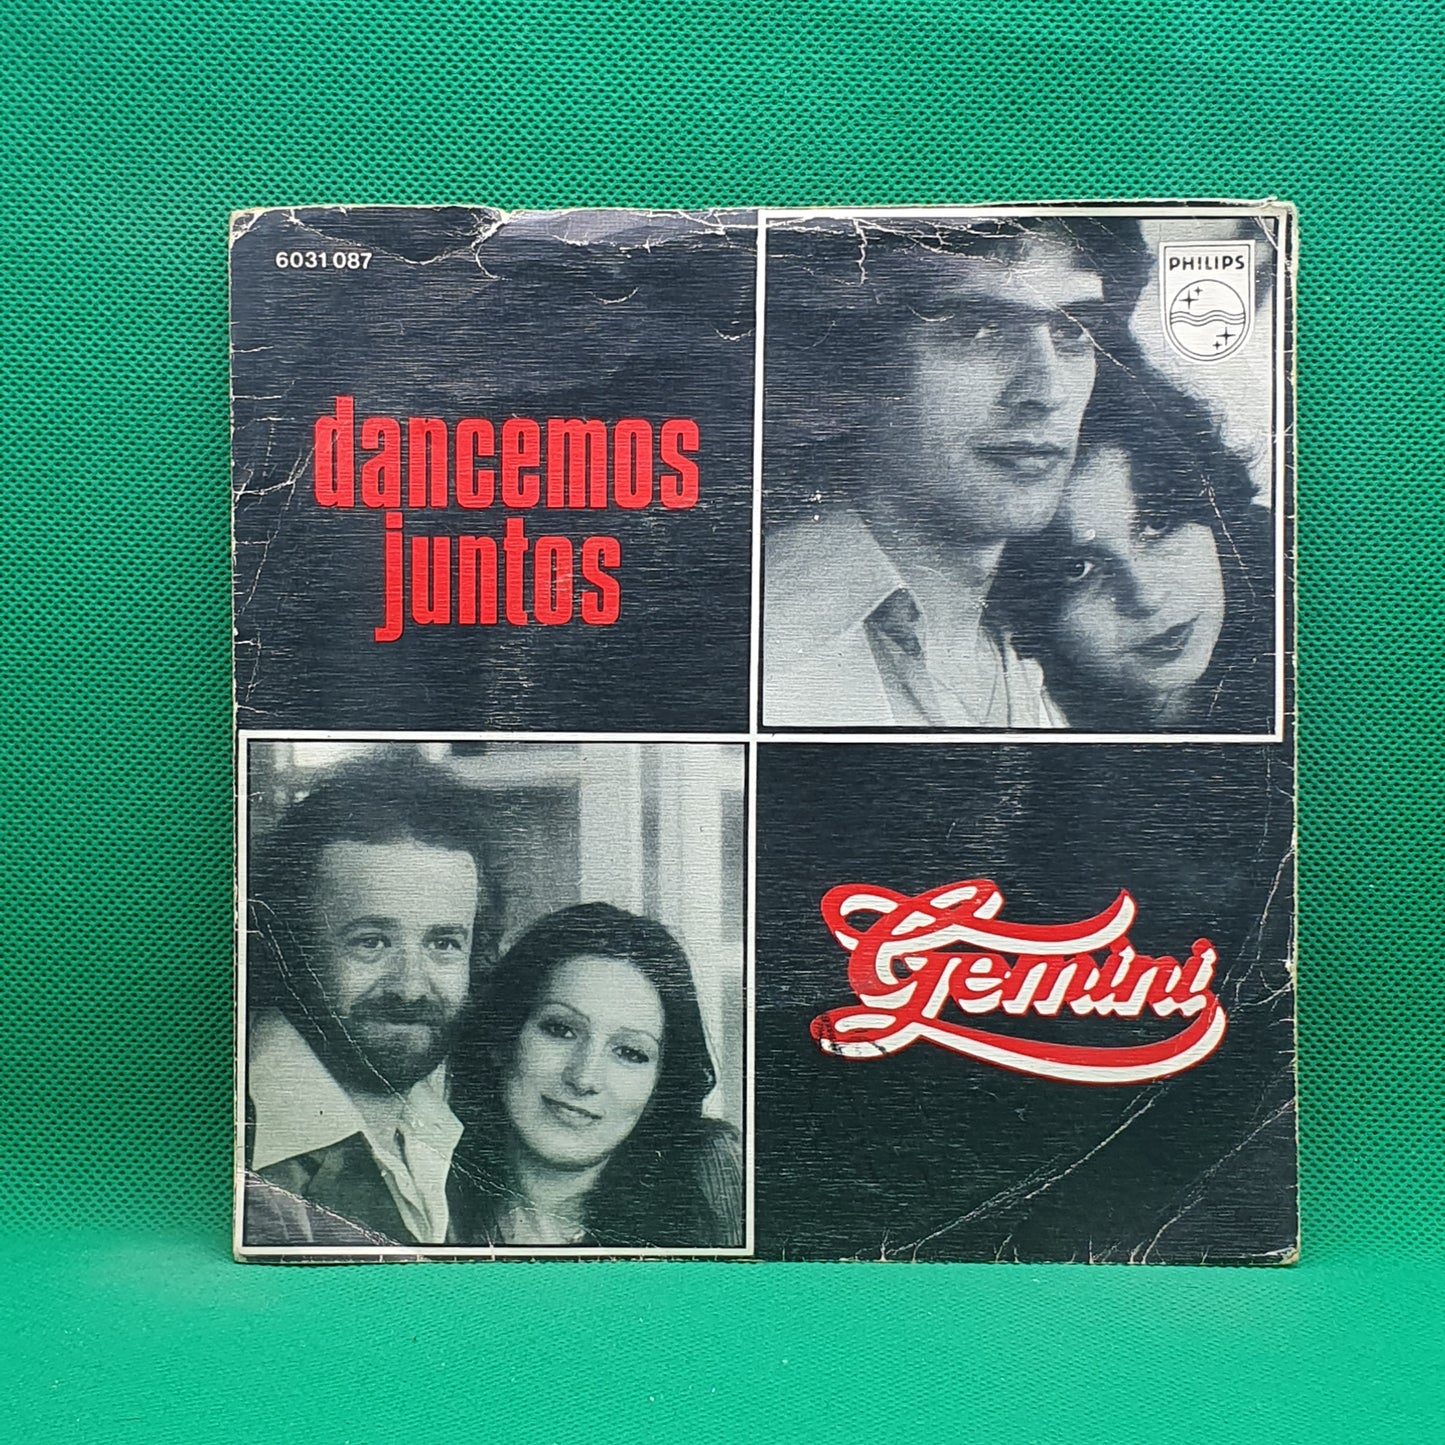 6031 087
PHILIPS
dancemos
juntos
Gemini